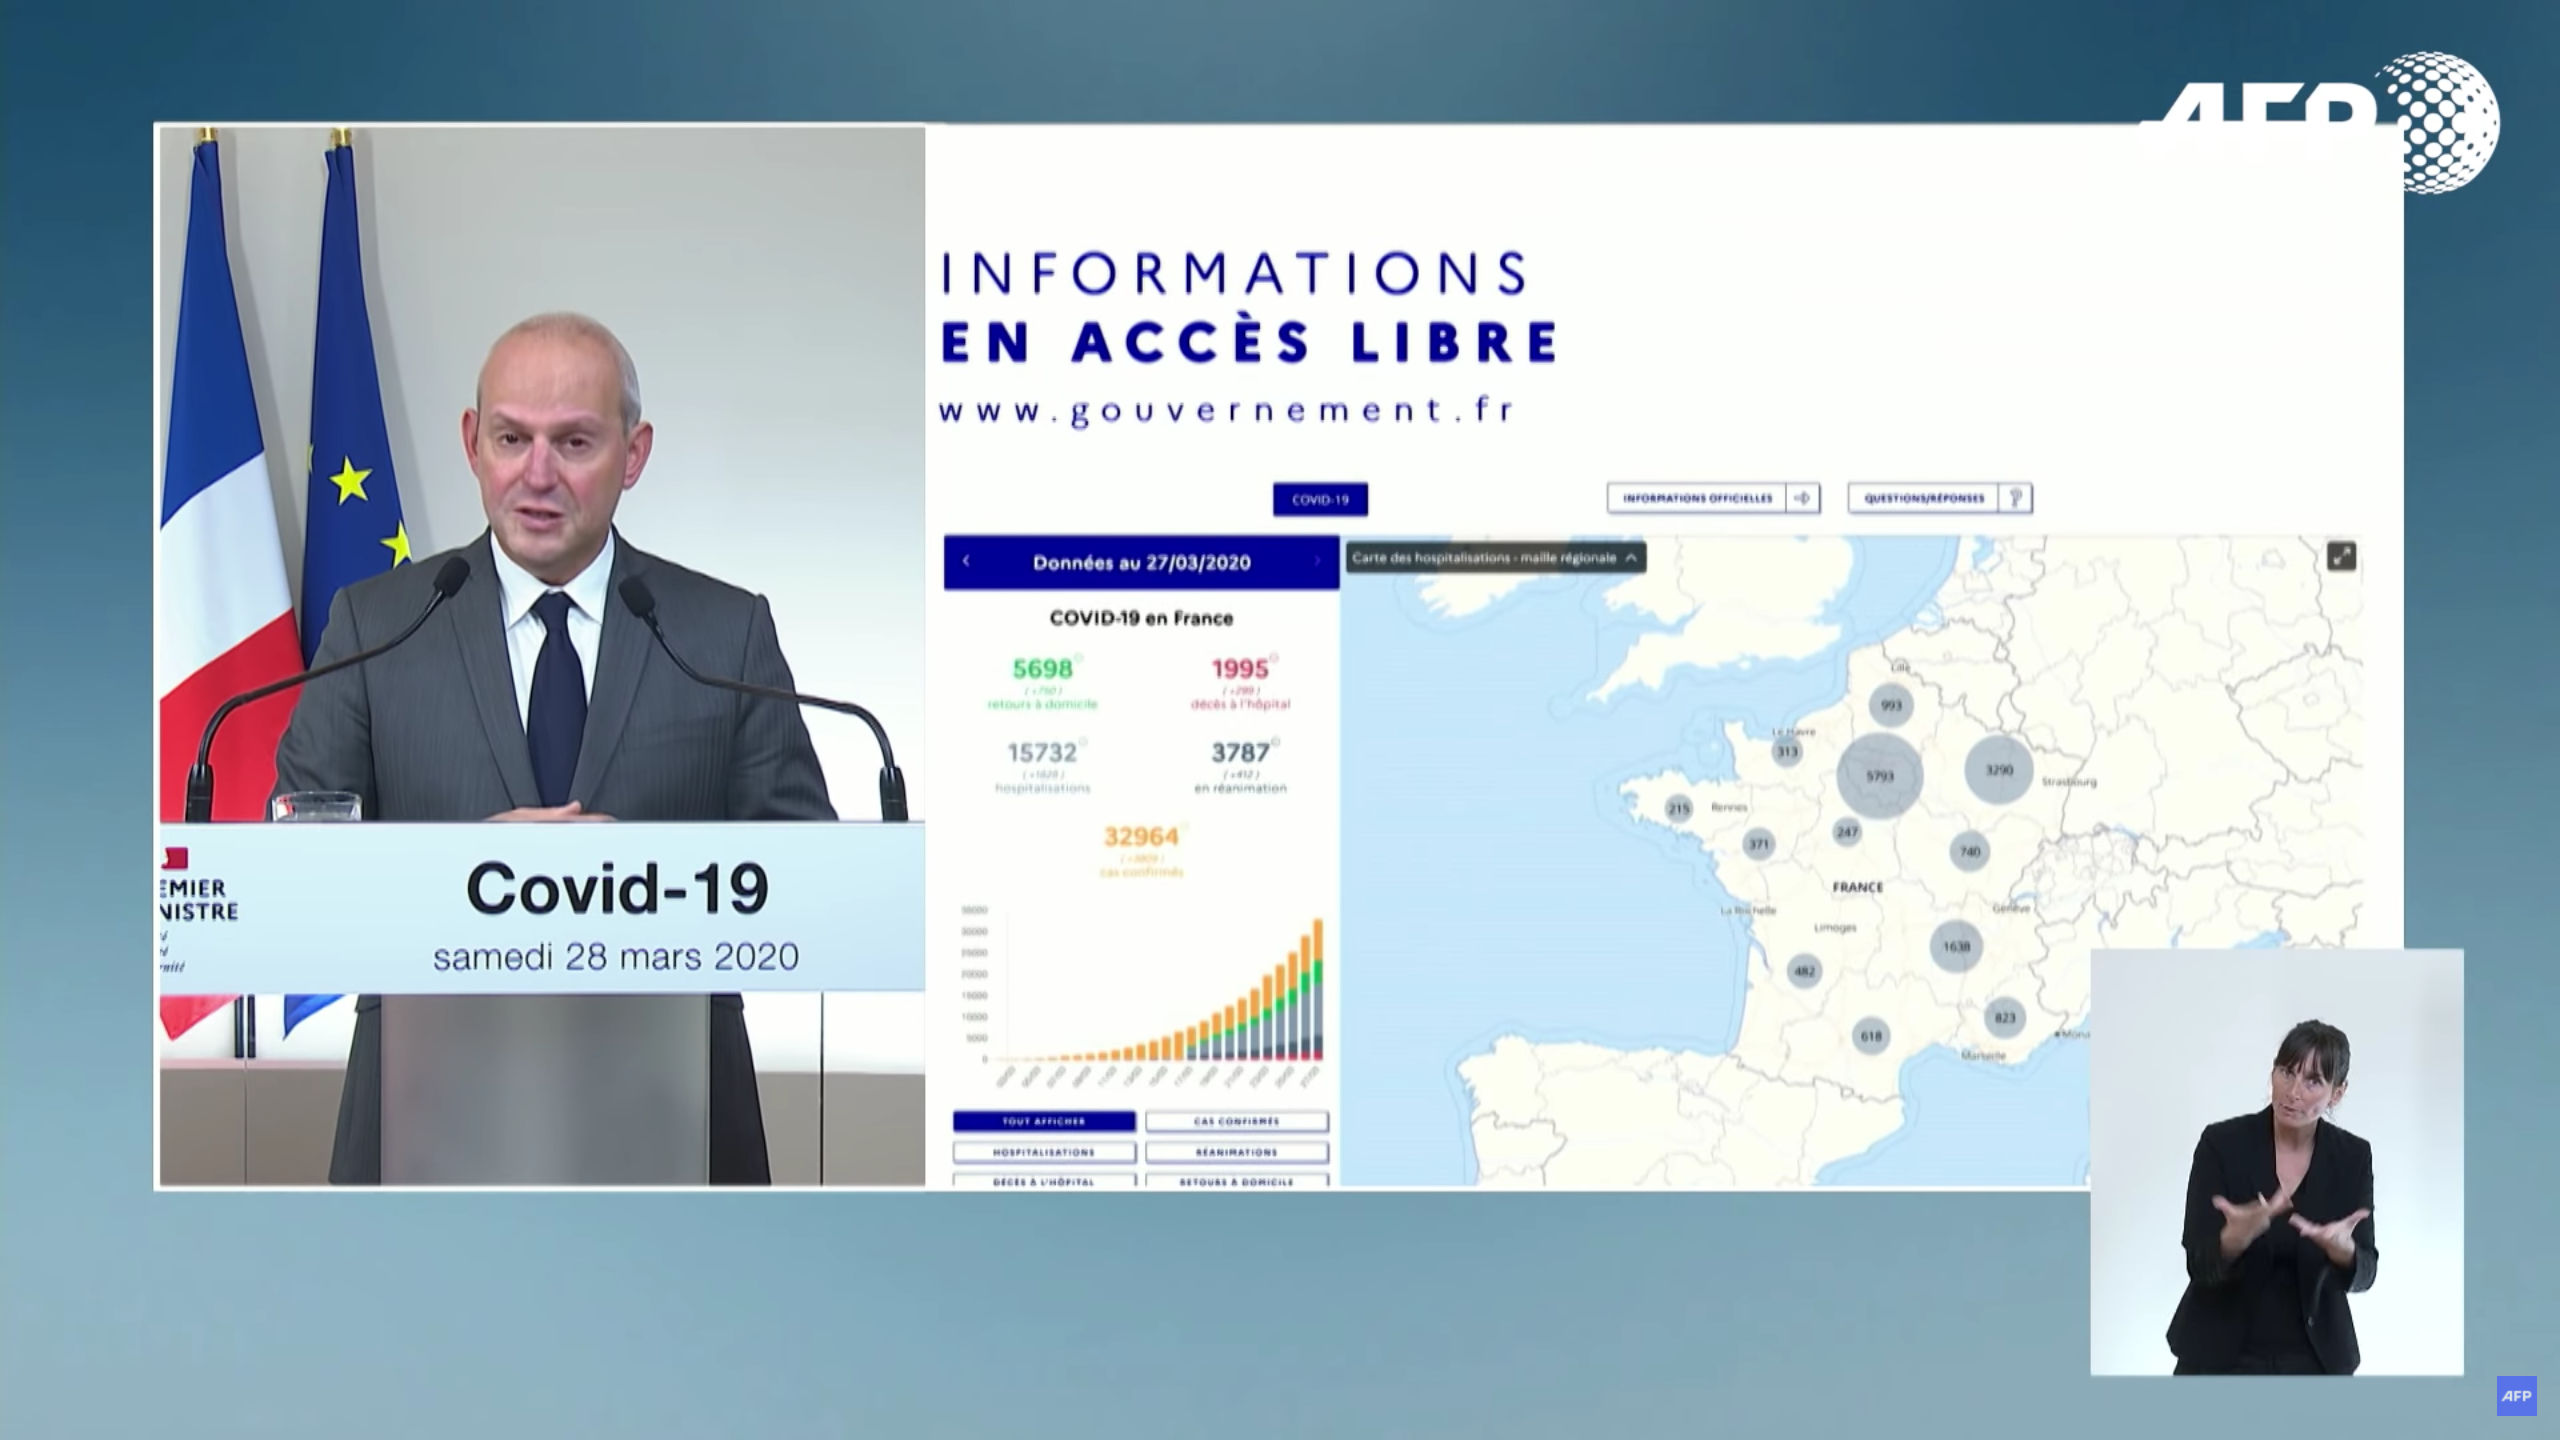 AFP
INFORMATIONS
EN ACCÈS LIBRE
www.gouvernement.fr
COVID-19
INFORMATIONS OFFICIELLES
QUESTIONS/RÉPONSES
Données au 27/03/2020
COVID-19 en France
5698
1995
retours à domicile
décès à l'hôpital
15732
3787
(+412)
hospitalisations
en réanimation
32964
cas confirmés
35000
30000
25000
20000
15000
10000
5000
0
TOUT AFFICHER
CAS CONFIRMÉS
HOSPITALISATIONS
RÉANIMATIONS
DÉCÈS À L'HÔPITAL
RETOURS À DOMICILE
Carte des hospitalisations - maille régionale
Lille
993
Le Havre
313
5793
3290
Strasbourg
215
Rennes
247
371
740
FRANCE
La Rochelle
Genève
Limoges
1638
482
823
618
Mona
Marseille
EMIER
NISTRE
Covid-19
samedi 28 mars 2020
AFP